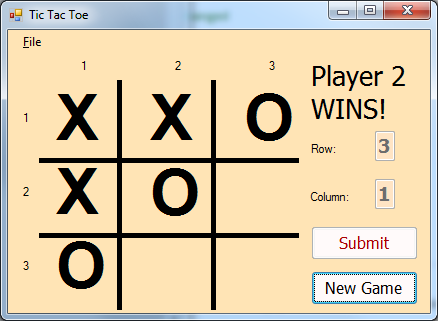 Tic Tac Toe
File
1 2 3
1 X X O
2 X O
3 O
Player 2
WINS!
Row: 3
Column: 1
Submit
New Game